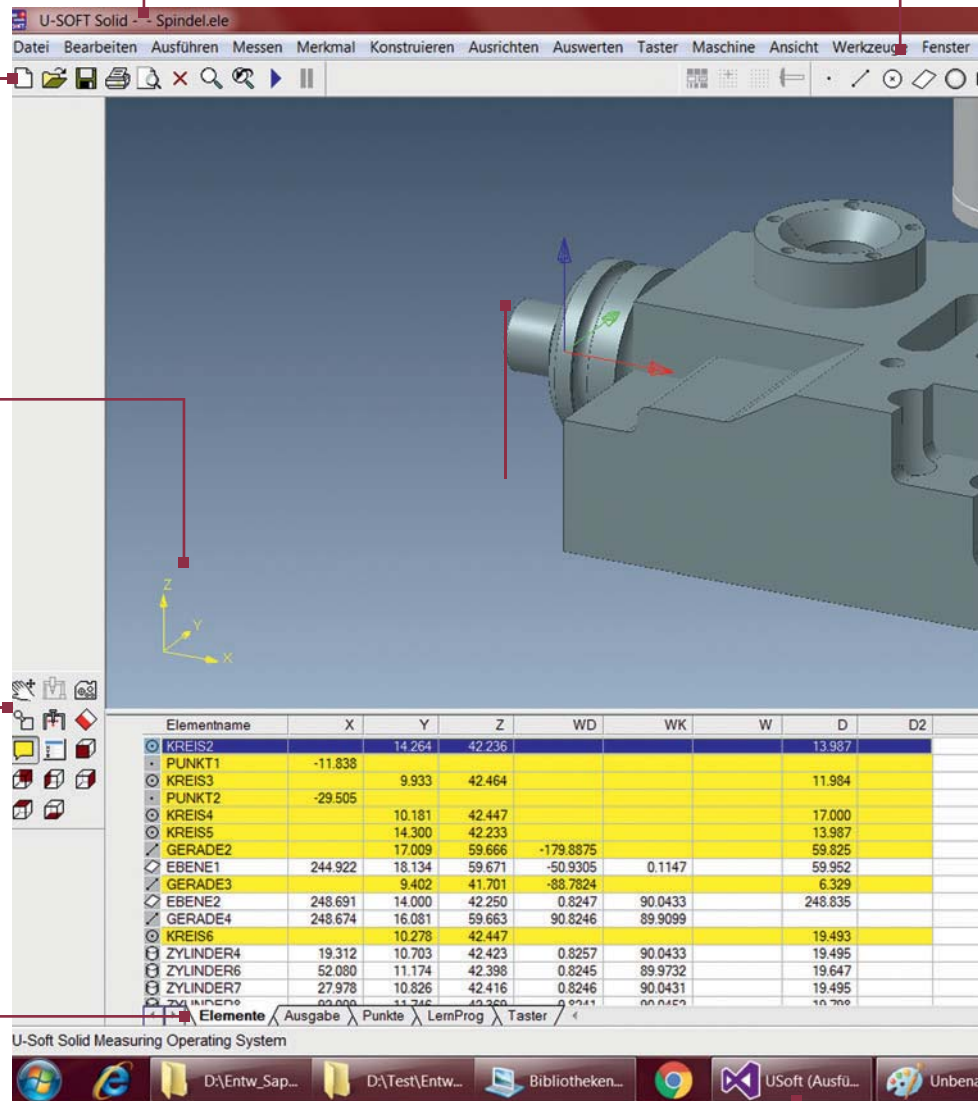 U-SOFT Solid - - Spindel.ele
Datei Bearbeiten Ausführen Messen Merkmal Konstruieren Ausrichten Auswerten Taster Maschine Ansicht Werkzeuge Fenster
Z
Y
X
Elementname X Y Z WD WK W D D2
KREIS2 14.264 42.236 13.987
PUNKT1 -11.838
KREIS3 9.933 42.464 11.984
PUNKT2 -29.505
KREIS4 10.181 42.447 17.000
KREIS5 14.300 42.233 13.987
GERADE2 17.009 59.666 -179.8875 59.825
EBENE1 244.922 18.134 59.671 -50.9305 0.1147 59.952
GERADE3 9.402 41.701 -88.7824 6.329
EBENE2 248.691 14.000 42.250 0.8247 90.0433 248.835
GERADE4 248.674 16.081 59.663 90.8246 89.9099
KREIS6 10.278 42.447 19.493
ZYLINDER4 19.312 10.703 42.423 0.8257 90.0433 19.495
ZYLINDER6 52.080 11.174 42.398 0.8245 89.9732 19.647
ZYLINDER7 27.978 10.826 42.416 0.8246 90.0431 19.495
Elemente Ausgabe Punkte LernProg Taster
U-Soft Solid Measuring Operating System
D:\Entw_Sap... D:\Test\Entw... Bibliotheken... USoft (Ausfü... Unbena